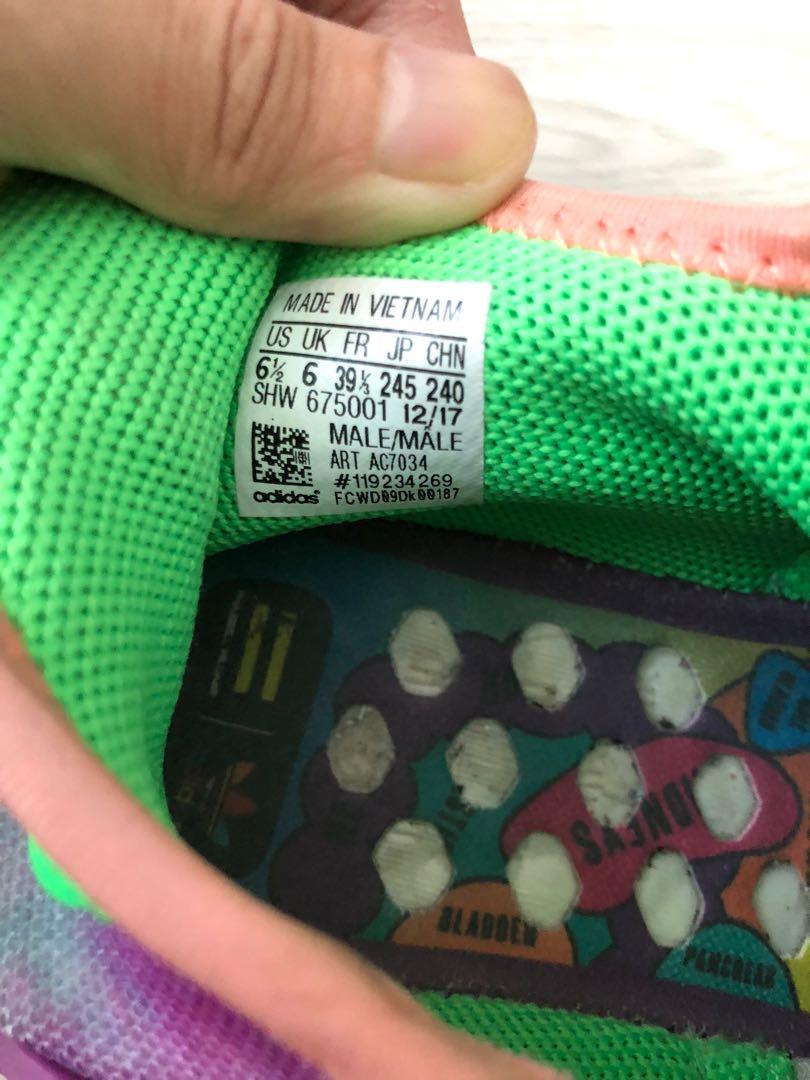 MADE IN VIETNAM
US UK FR JP CHN
6½ 6 39⅓ 245 240
SHW 675001 12/17
MALE/MÂLE
ART AC7034
#119234269
adidas FCWD09Dk00187
KIDNEYS
BLADDER
PANCREAS